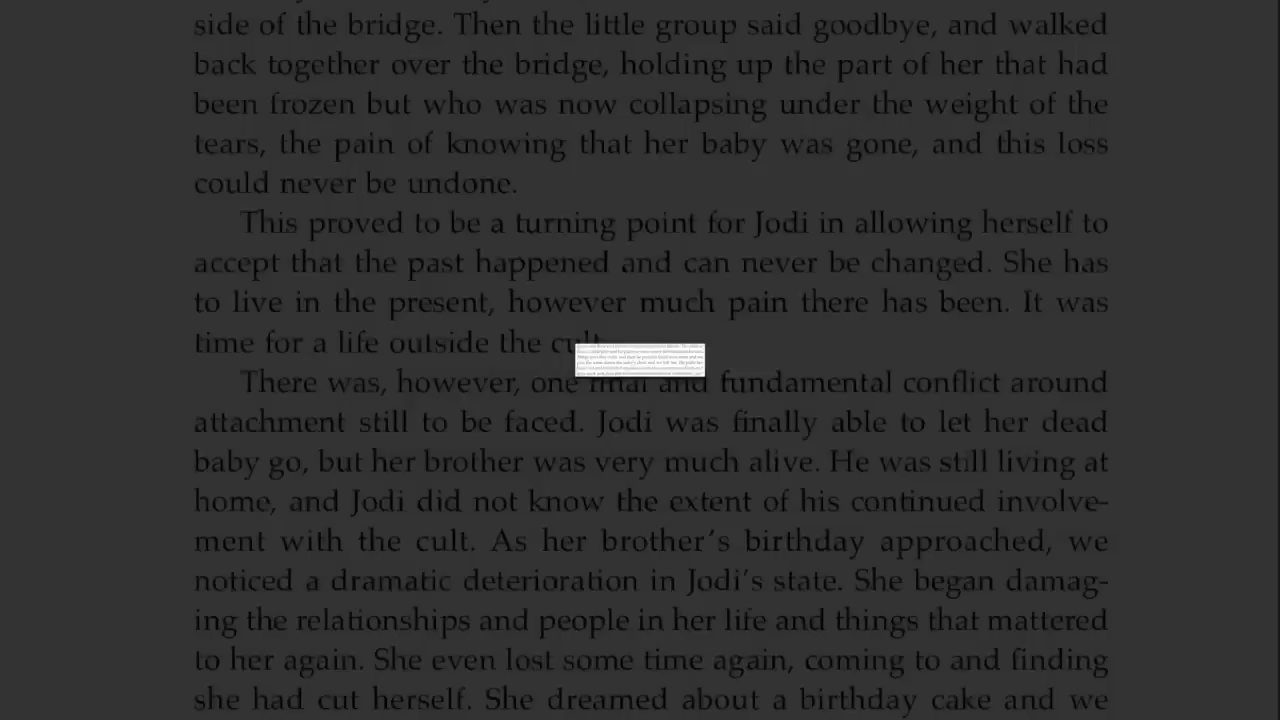 side of the bridge. Then the little group said goodbye, and walked
back together over the bridge, holding up the part of her that had
been frozen but who was now collapsing under the weight of the
tears, the pain of knowing that her baby was gone, and this loss
could never be undone.
This proved to be a turning point for Jodi in allowing herself to
accept that the past happened and can never be changed. She has
to live in the present, however much pain there has been. It was
time for a life outside the cult.
There was, however, one final and fundamental conflict around
attachment still to be faced. Jodi was finally able to let her dead
baby go, but her brother was very much alive. He was still living at
home, and Jodi did not know the extent of his continued involve-
ment with the cult. As her brother's birthday approached, we
noticed a dramatic deterioration in Jodi's state. She began damag-
ing the relationships and people in her life and things that mattered
to her again. She even lost some time again, coming to and finding
she had cut herself. She dreamed about a birthday cake and we